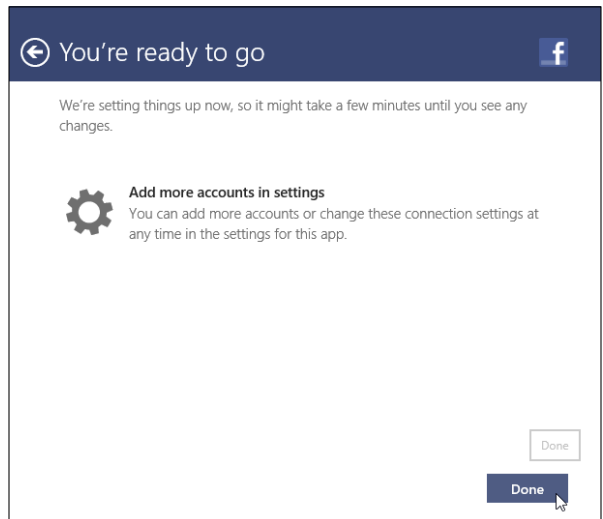 You're ready to go
f
We're setting things up now, so it might take a few minutes until you see any
changes.
Add more accounts in settings
You can add more accounts or change these connection settings at
any time in the settings for this app.
Done
Done